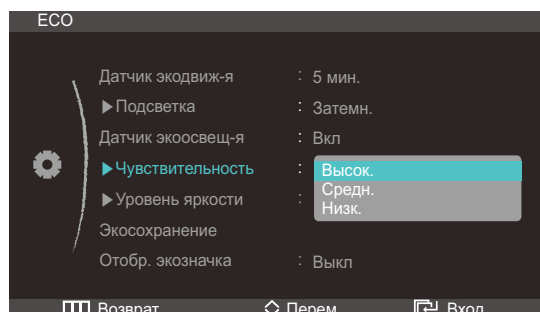 ECO
Датчик экодвиж-я : 5 мин.
▶Подсветка : Затемн.
Датчик экоосвещ-я : Вкл
▶Чувствительность : Высок.
Средн.
▶Уровень яркости :
Низк.
Экосохранение
Отобр. экозначка : Выкл
Возврат Перем. Вход